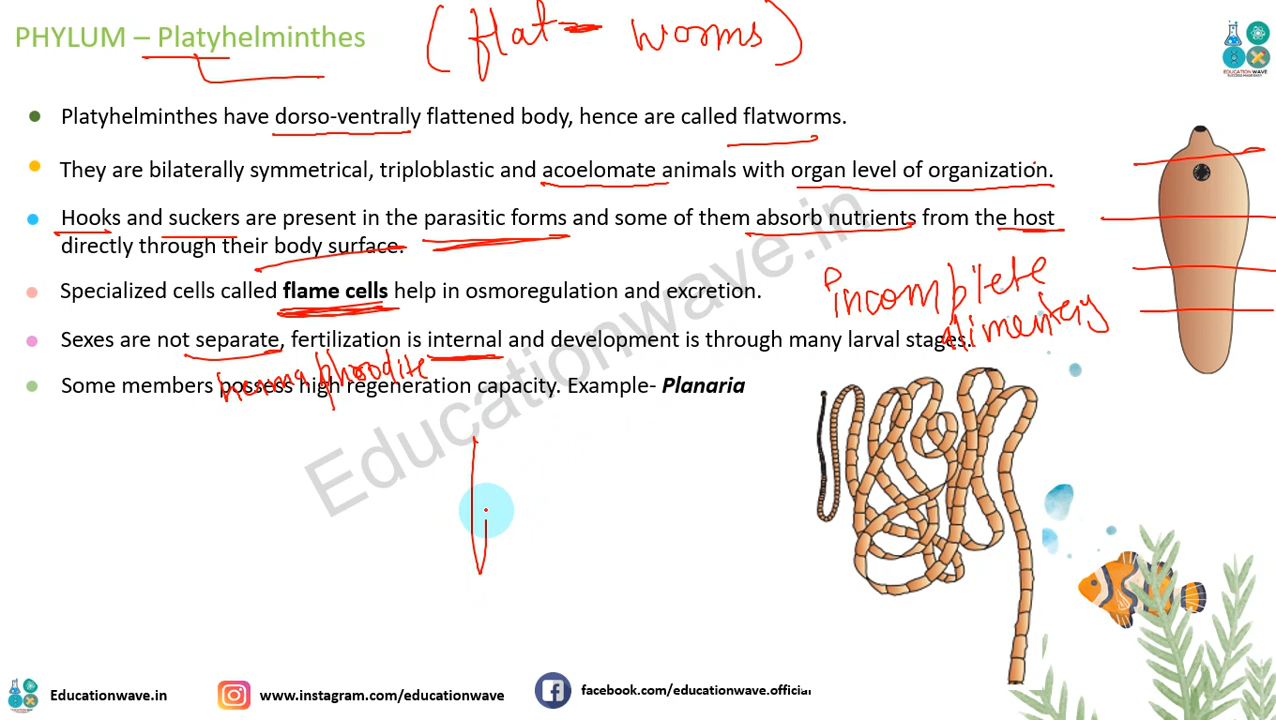 PHYLUM – Platyhelminthes (flat- worms)
EDUCATION WAVE
Platyhelminthes have dorso-ventrally flattened body, hence are called flatworms.
They are bilaterally symmetrical, triploblastic and acoelomate animals with organ level of organization.
Hooks and suckers are present in the parasitic forms and some of them absorb nutrients from the host
directly through their body surface.
Specialized cells called flame cells help in osmoregulation and excretion.
incomplete
alimentery
Sexes are not separate, fertilization is internal and development is through many larval stages.
hermaphrodite
Some members possess high regeneration capacity. Example- Planaria
Educationwave.in
Educationwave.in
www.instagram.com/educationwave
facebook.com/educationwave.official